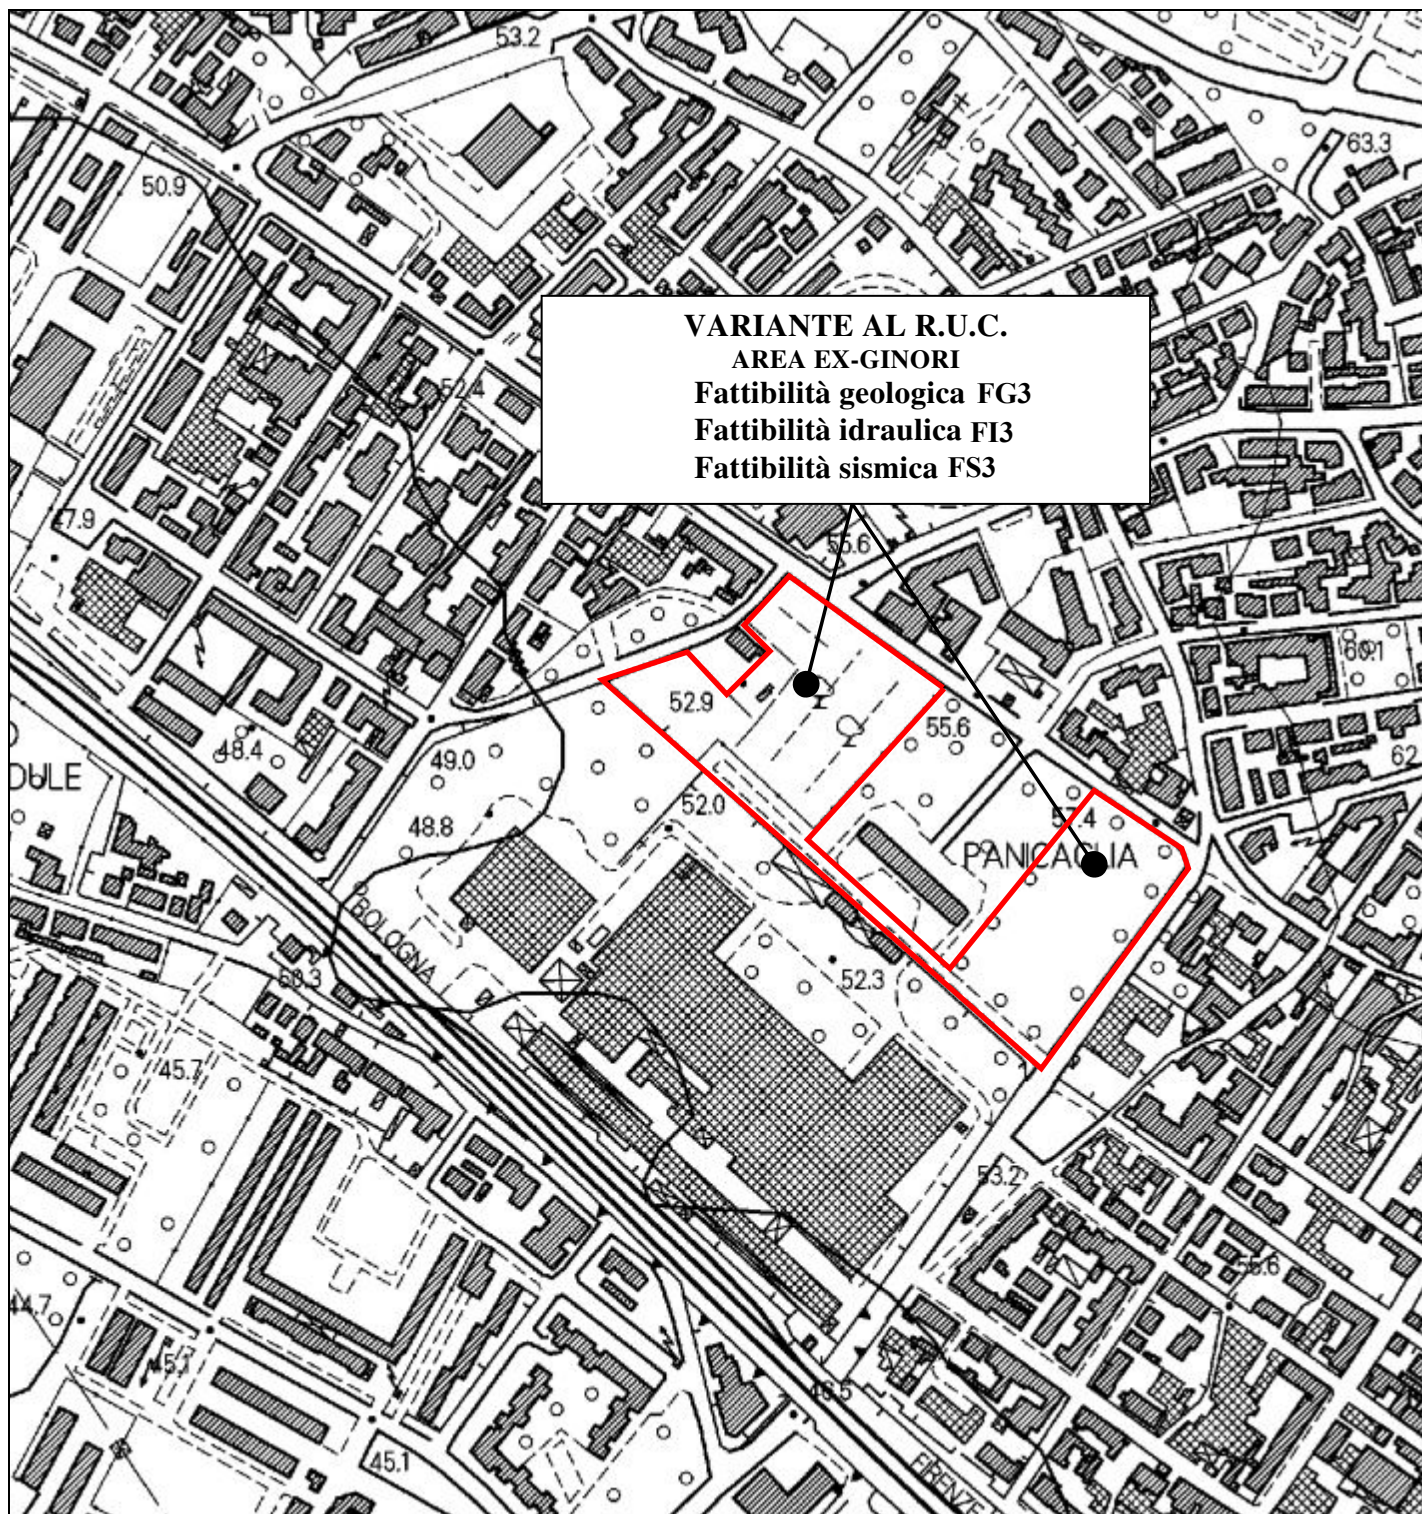 53.2
63.3
50.9
VARIANTE AL R.U.C.
AREA EX-GINORI
Fattibilità geologica FG3
Fattibilità idraulica FI3
Fattibilità sismica FS3
52.4
47.9
55.6
60.1
52.9
55.6
48.4
49.0
62
OULE
52.0
57.4
48.8
PANICAGLIA
BOLOGNA
52.3
45.7
53.2
55.6
44.7
45.1
46.5
45.1
FIRENZE